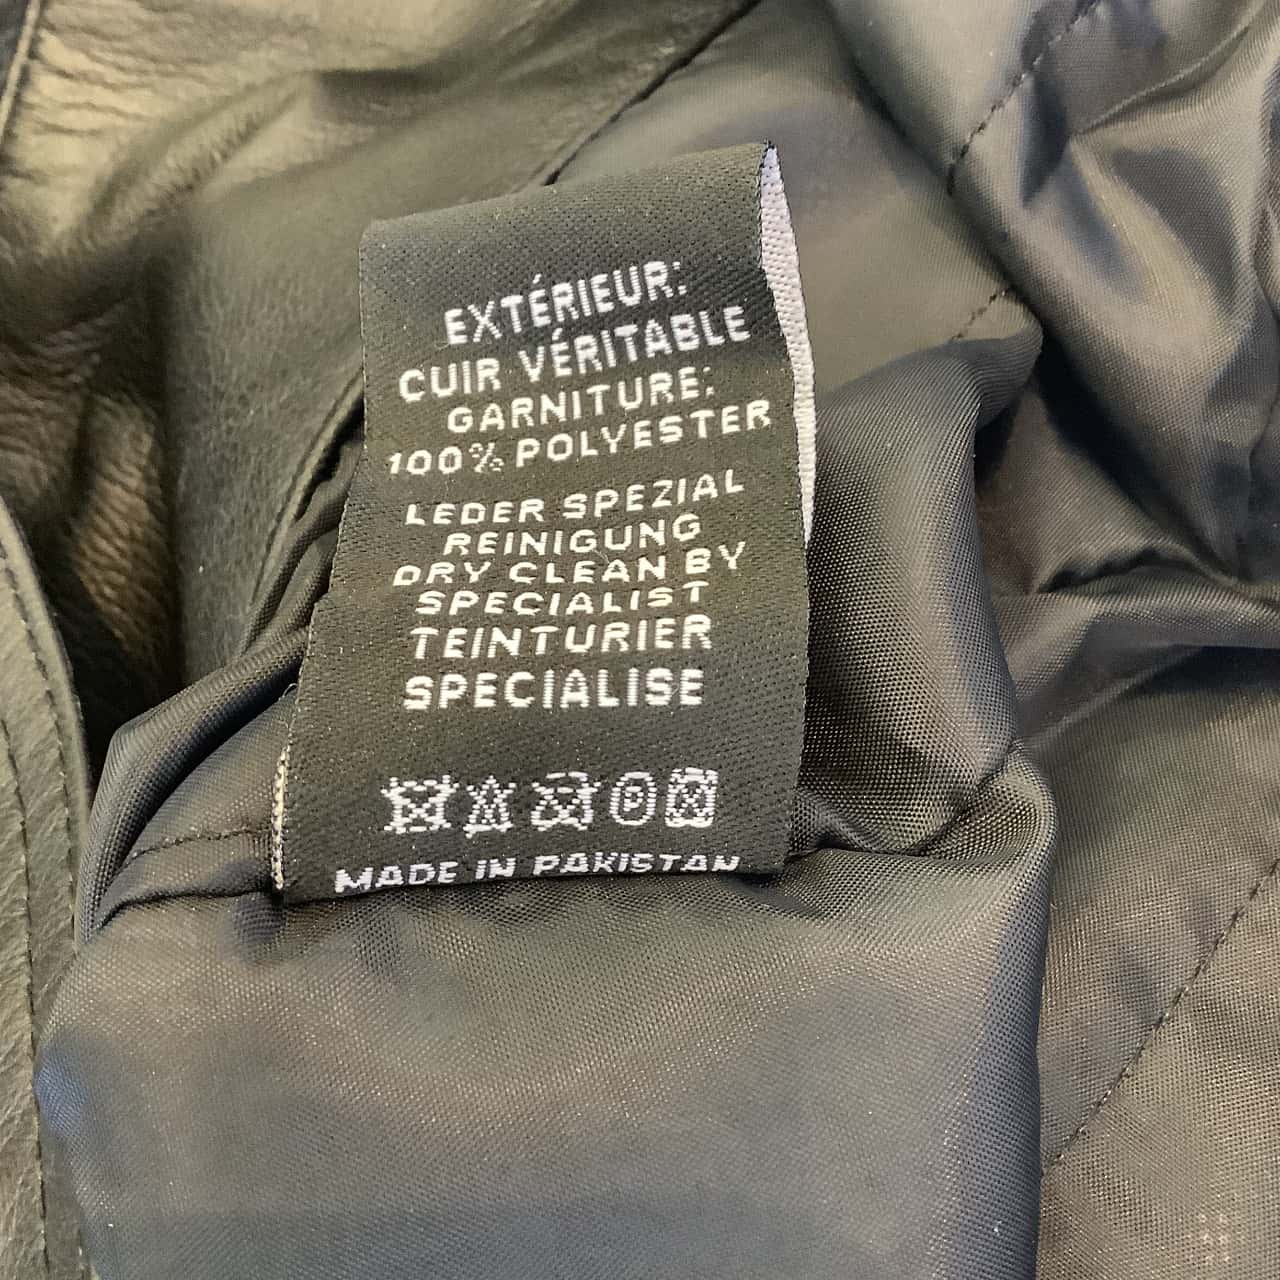 EXTÉRIEUR:
CUIR VÉRITABLE
GARNITURE:
100% POLYESTER
LEDER SPEZIAL
REINIGUNG
DRY CLEAN BY
SPECIALIST
TEINTURIER
SPECIALISE
P
MADE IN PAKISTAN